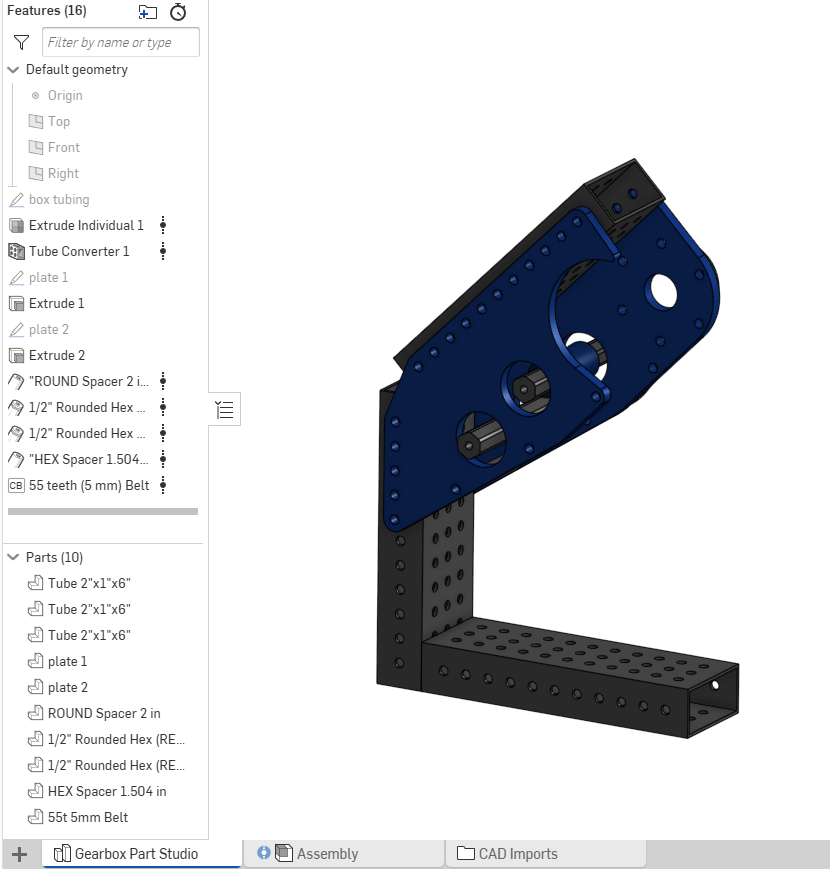 Features (16)
Filter by name or type
Default geometry
Origin
Top
Front
Right
box tubing
Extrude Individual 1
Tube Converter 1
plate 1
Extrude 1
plate 2
Extrude 2
"ROUND Spacer 2 i...
1/2" Rounded Hex ...
1/2" Rounded Hex ...
"HEX Spacer 1.504...
CB 55 teeth (5 mm) Belt
Parts (10)
Tube 2"x1"x6"
Tube 2"x1"x6"
Tube 2"x1"x6"
plate 1
plate 2
ROUND Spacer 2 in
1/2" Rounded Hex (RE...
1/2" Rounded Hex (RE...
HEX Spacer 1.504 in
55t 5mm Belt
Gearbox Part Studio Assembly CAD Imports